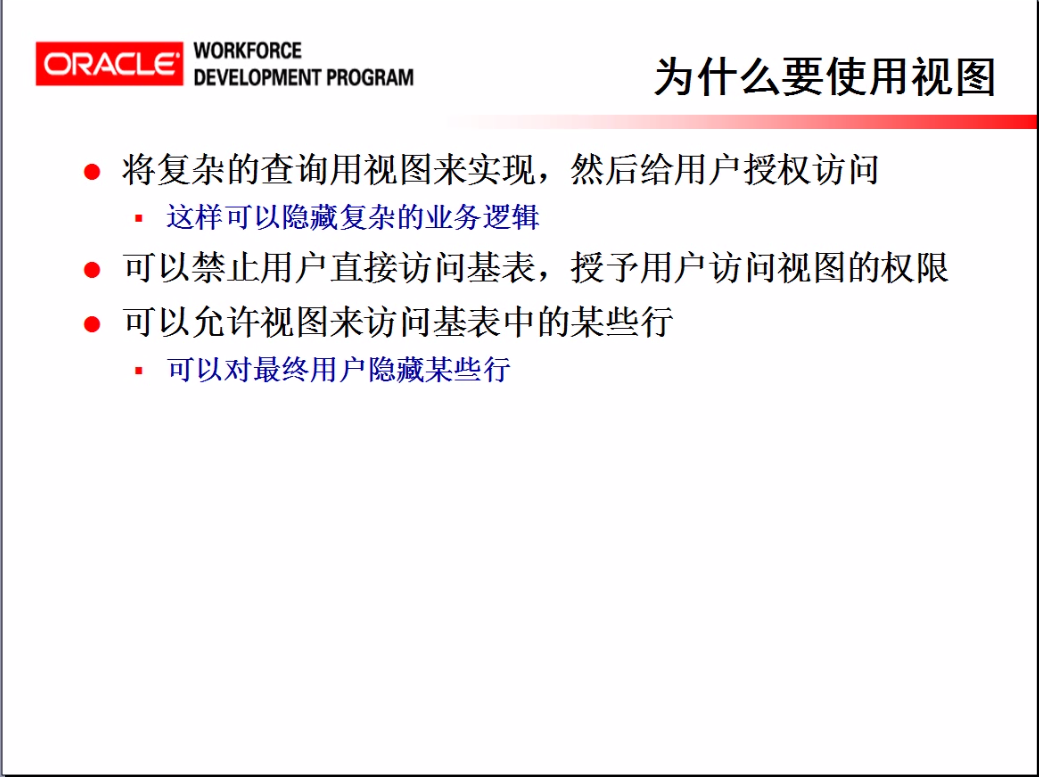 ORACLE
WORKFORCE
DEVELOPMENT PROGRAM
为什么要使用视图
将复杂的查询用视图来实现，然后给用户授权访问
这样可以隐藏复杂的业务逻辑
可以禁止用户直接访问基表，授予用户访问视图的权限
可以允许视图来访问基表中的某些行
可以对最终用户隐藏某些行